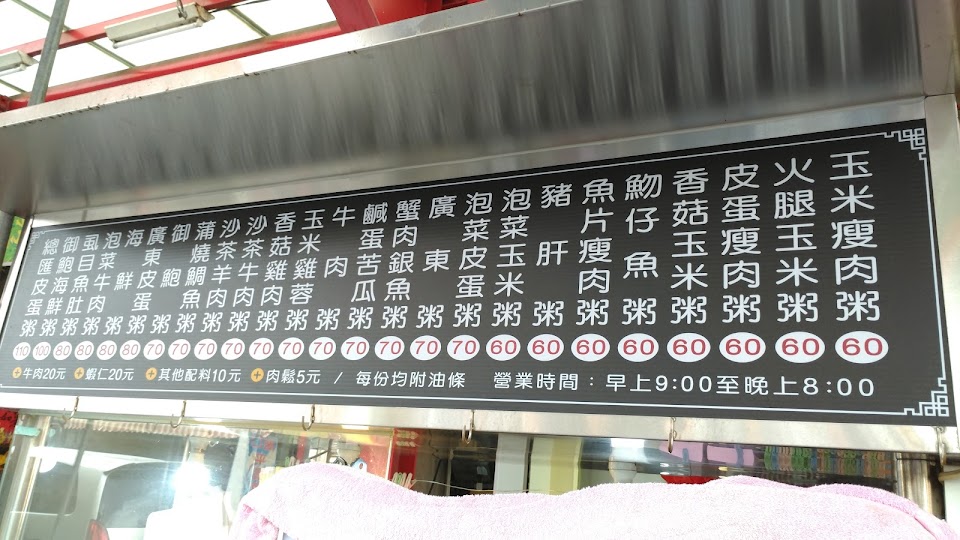 玉米瘦肉粥 60
火腿玉米粥 60
皮蛋瘦肉粥 60
香菇玉米粥 60
魩仔魚粥 60
魚片瘦肉粥 60
豬肝粥 60
泡菜玉米粥 60
泡菜皮蛋粥 70
廣東粥 70
蟹肉銀魚粥 70
鹹蛋苦瓜粥 70
牛肉粥 70
玉米雞蓉粥 70
香菇雞肉粥 70
沙茶牛肉粥 70
沙茶羊肉粥 70
蒲燒鯛魚粥 70
御鮑粥 70
廣東皮蛋粥 80
海鮮粥 80
泡菜牛肉粥 80
虱目魚肚粥 80
御鮑海鮮粥 100
總匯皮蛋粥 110
+牛肉20元 +蝦仁20元 +其他配料10元 +肉鬆5元 / 每份均附油條 營業時間：早上9:00至晚上8:00